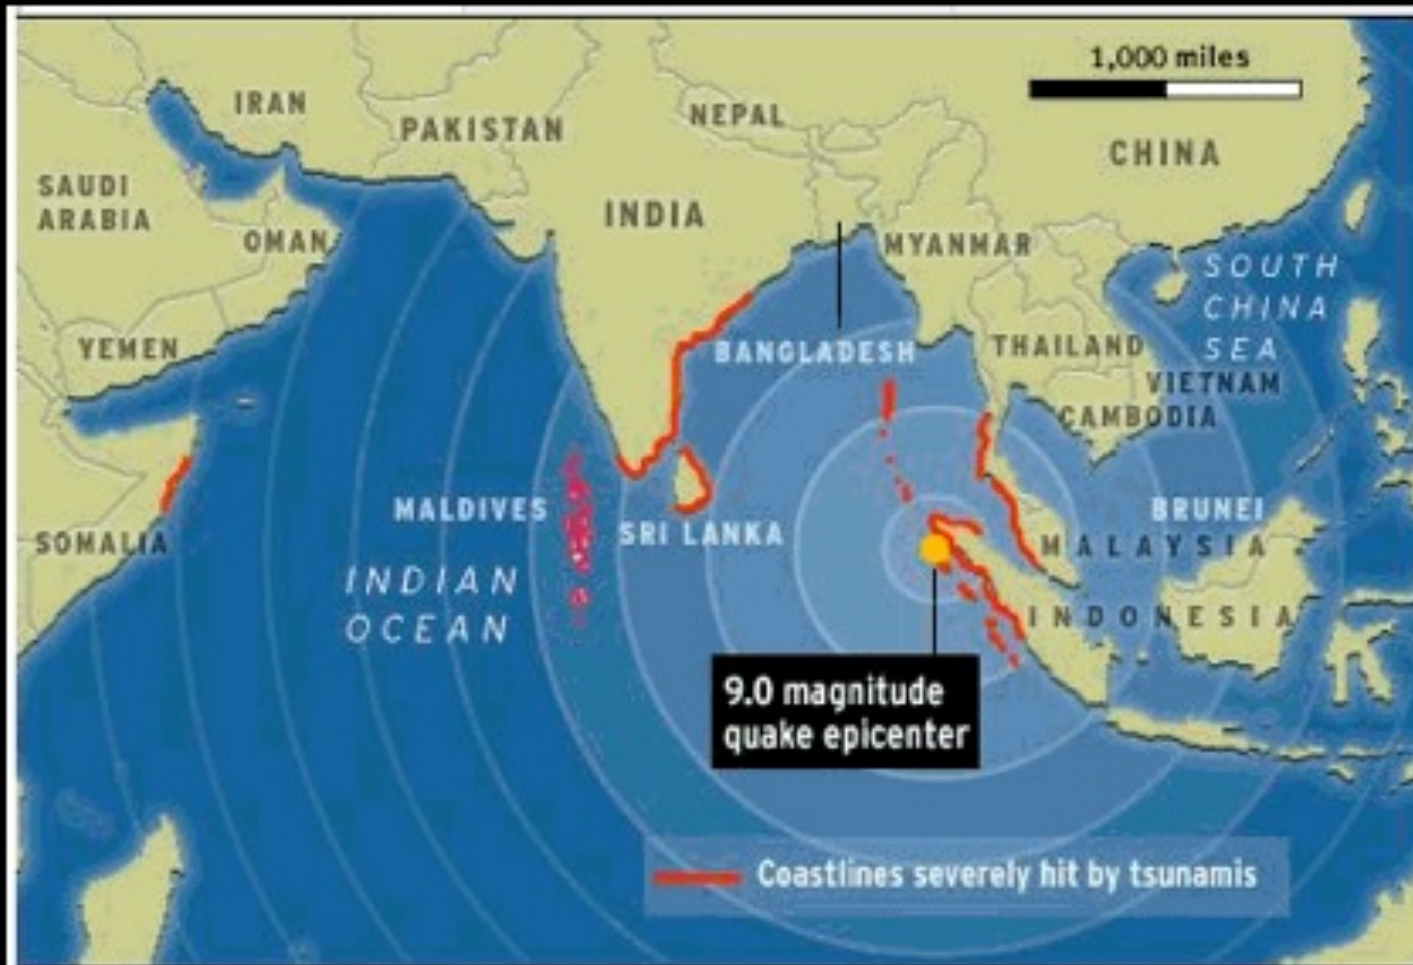 1,000 miles
IRAN
PAKISTAN
NEPAL
CHINA
SAUDI
ARABIA
OMAN
INDIA
MYANMAR
SOUTH
CHINA
SEA
YEMEN
BANGLADESH
THAILAND
VIETNAM
CAMBODIA
MALDIVES
SRI LANKA
BRUNEI
SOMALIA
MALAYSIA
INDIAN
OCEAN
INDONESIA
9.0 magnitude
quake epicenter
Coastlines severely hit by tsunamis